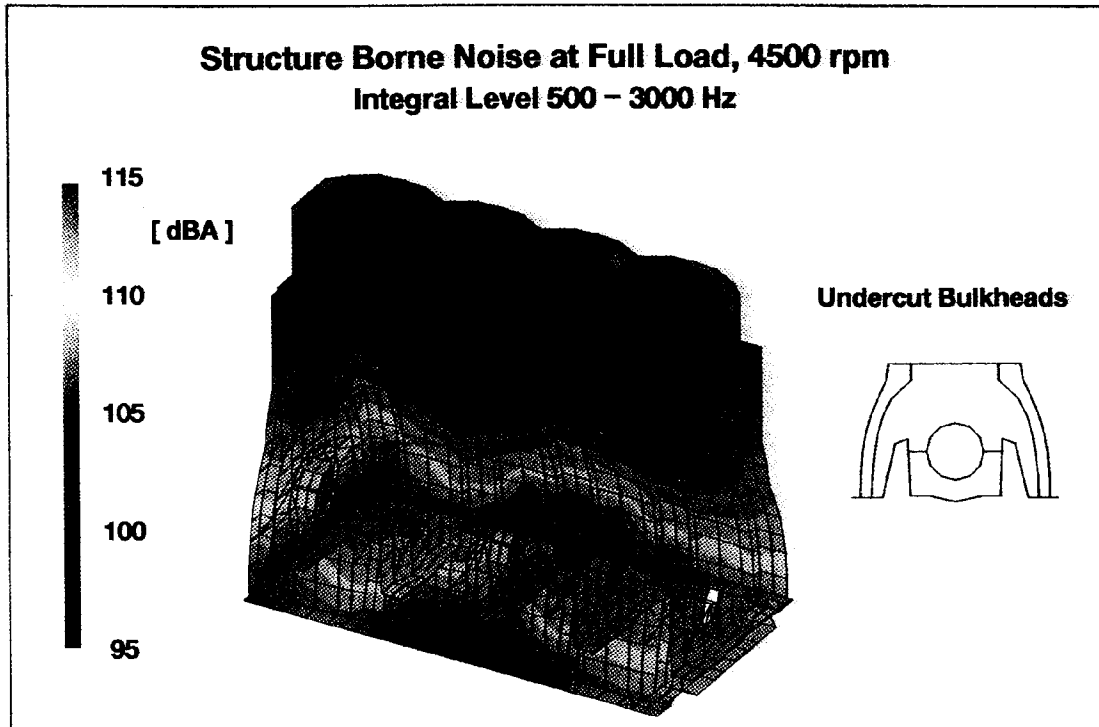 Structure Borne Noise at Full Load, 4500 rpm
Integral Level 500 – 3000 Hz
115
[ dBA ]
110
Undercut Bulkheads
105
100
95